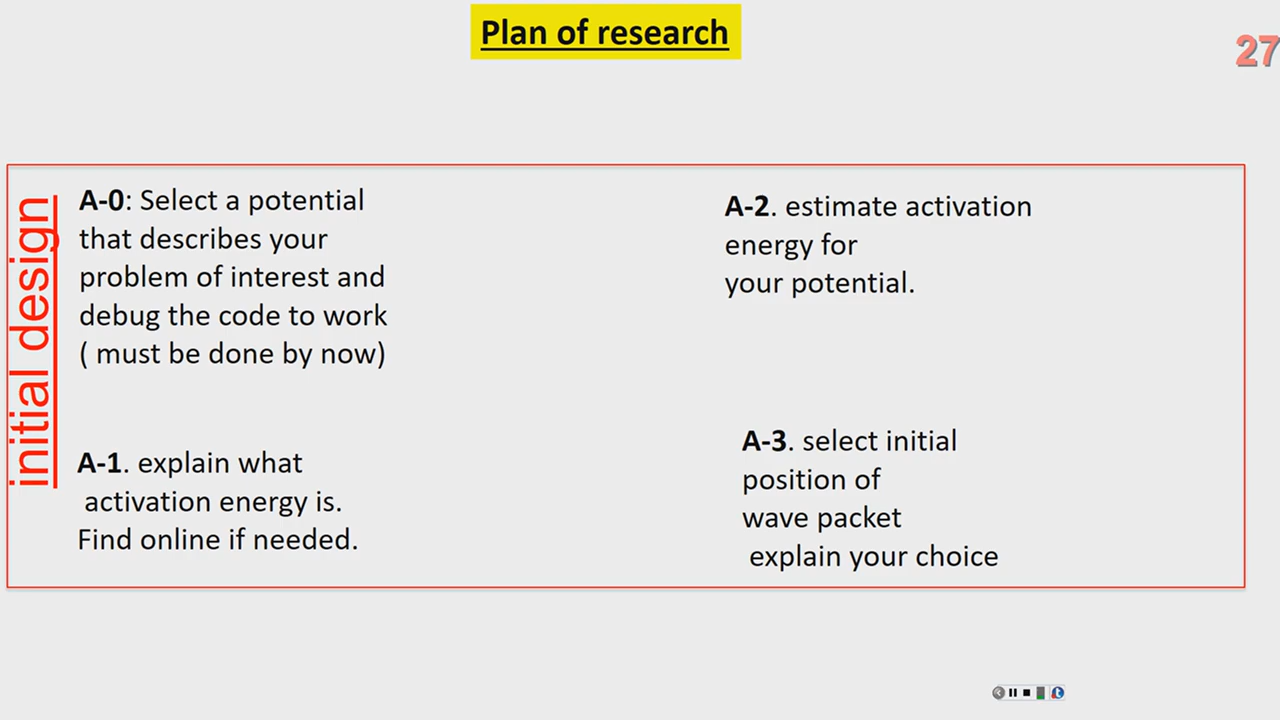 Plan of research
27
initial design
A-0: Select a potential
that describes your
problem of interest and
debug the code to work
( must be done by now)
A-1. explain what
activation energy is.
Find online if needed.
A-2. estimate activation
energy for
your potential.
A-3. select initial
position of
wave packet
explain your choice